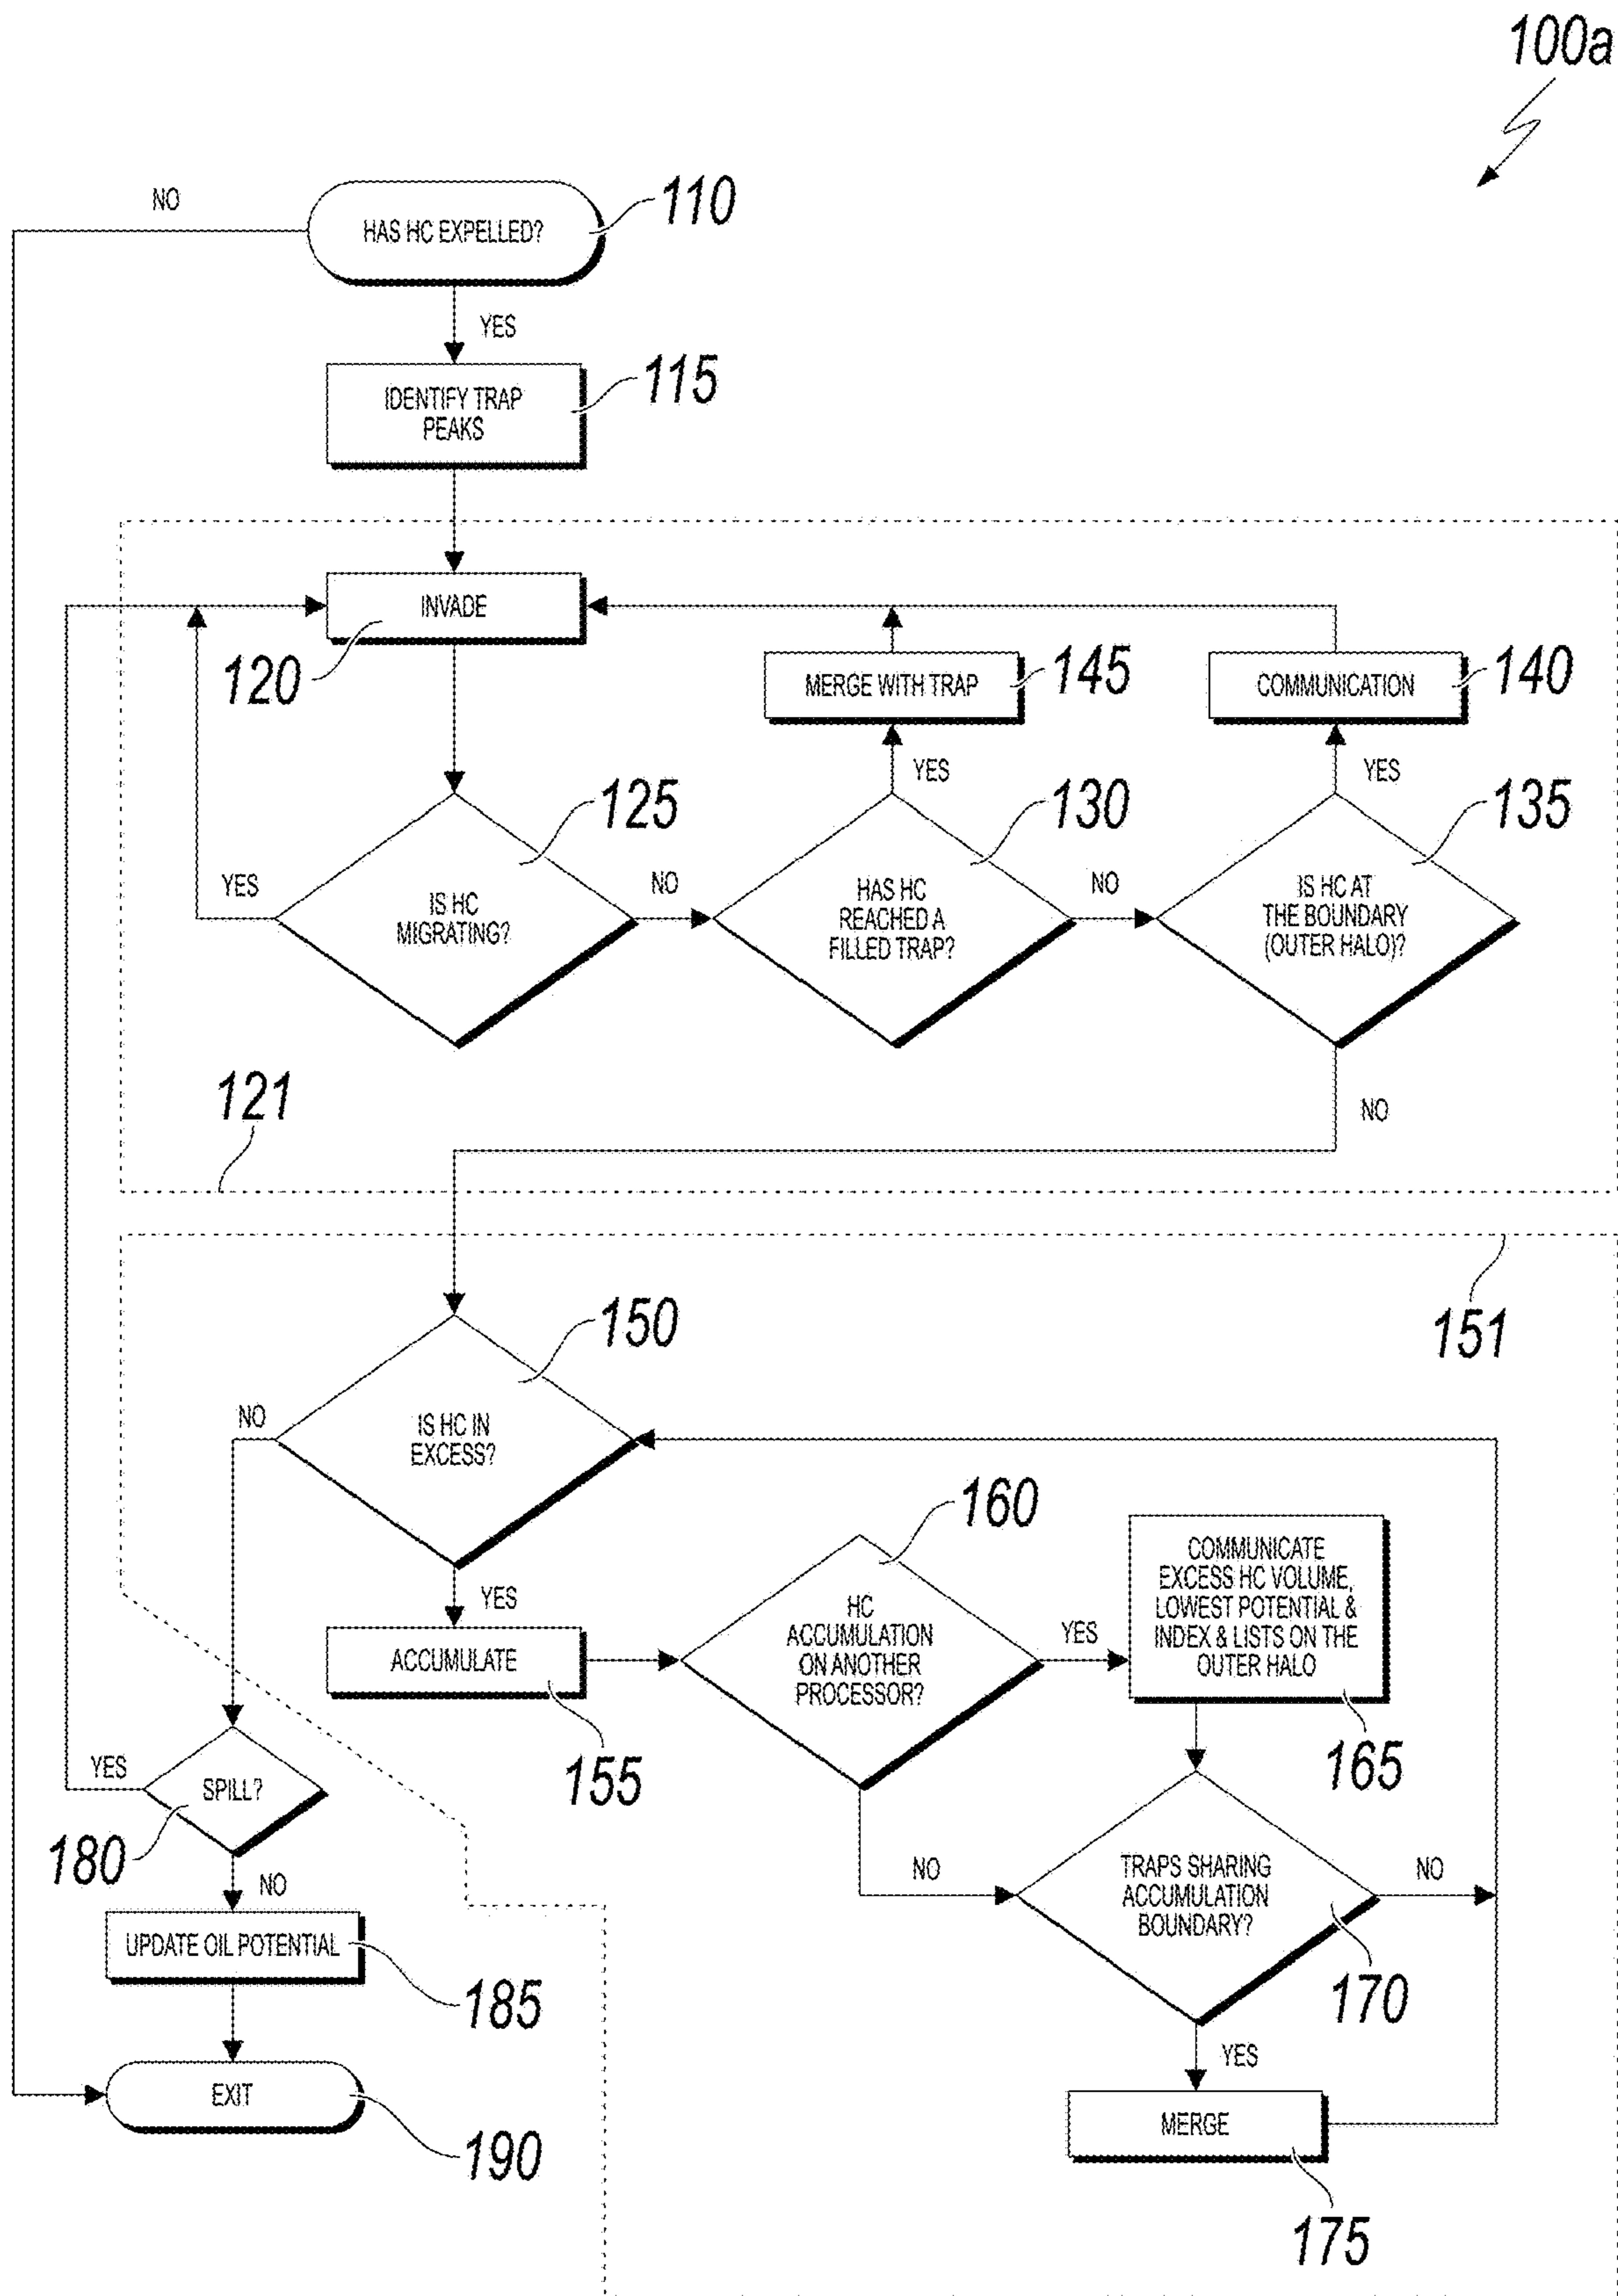 100a
NO
HAS HC EXPELLED?
110
YES
IDENTIFY TRAP
PEAKS
115
INVADE
120
MERGE WITH TRAP
145
COMMUNICATION
140
YES
YES
125
130
135
YES
IS HC
MIGRATING?
NO
HAS HC
REACHED A
FILLED TRAP?
NO
IS HC AT
THE BOUNDARY
(OUTER HALO)?
121
NO
151
150
NO
IS HC IN
EXCESS?
160
YES
ACCUMULATE
155
HC
ACCUMULATION
ON ANOTHER
PROCESSOR?
YES
COMMUNICATE
EXCESS HC VOLUME,
LOWEST POTENTIAL &
INDEX & LISTS ON THE
OUTER HALO
165
YES
SPILL?
180
NO
NO
TRAPS SHARING
ACCUMULATION
BOUNDARY?
NO
170
UPDATE OIL POTENTIAL
185
YES
EXIT
190
MERGE
175